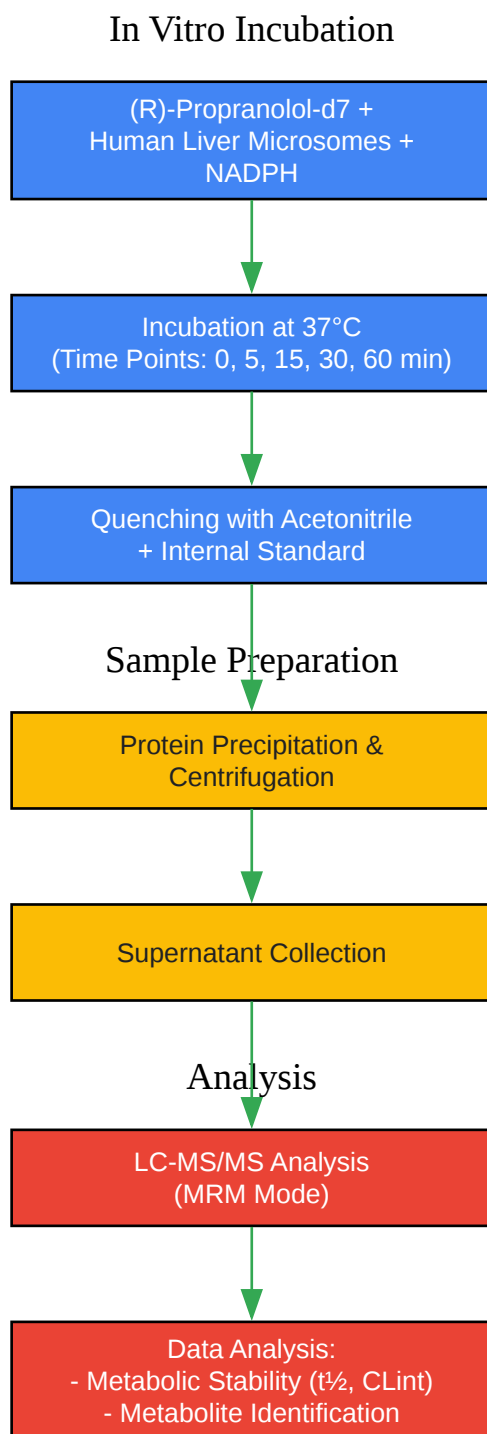 In Vitro Incubation
(R)-Propranolol-d7 +
Human Liver Microsomes +
NADPH
Incubation at 37°C
(Time Points: 0, 5, 15, 30, 60 min)
Quenching with Acetonitrile
+ Internal Standard
Sample Preparation
Protein Precipitation &
Centrifugation
Supernatant Collection
Analysis
LC-MS/MS Analysis
(MRM Mode)
Data Analysis:
- Metabolic Stability (t½, CLint)
- Metabolite Identification